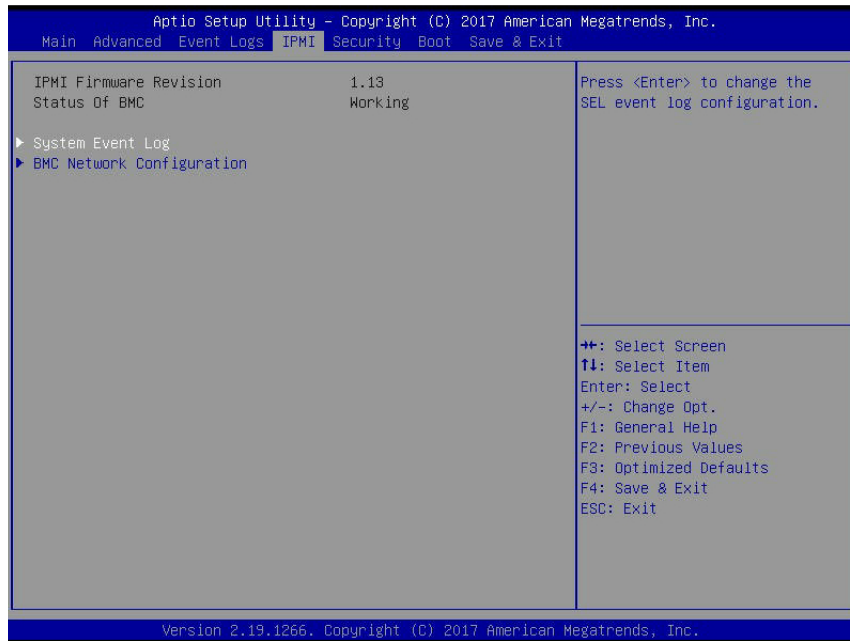 Aptio Setup Utility – Copyright (C) 2017 American Megatrends, Inc.
Main Advanced Event Logs IPMI Security Boot Save & Exit
IPMI Firmware Revision 1.13
Status Of BMC Working
▶ System Event Log
▶ BMC Network Configuration
Press <Enter> to change the
SEL event log configuration.
→←: Select Screen
↑↓: Select Item
Enter: Select
+/-: Change Opt.
F1: General Help
F2: Previous Values
F3: Optimized Defaults
F4: Save & Exit
ESC: Exit
Version 2.19.1266. Copyright (C) 2017 American Megatrends, Inc.